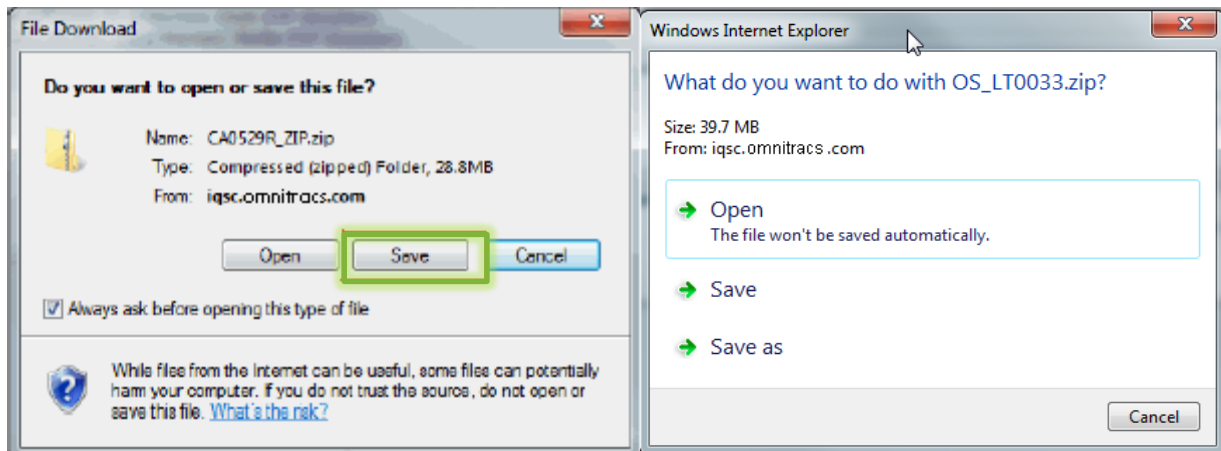 File Download
Do you want to open or save this file?
Name: CA0529R_ZIP.zip
Type: Compressed (zipped) Folder, 28.8MB
From: iqsc.omnitracs.com
Open Save Cancel
Always ask before opening this type of file
While files from the Internet can be useful, some files can potentially
harm your computer. If you do not trust the source, do not open or
save this file. What's the risk?
Windows Internet Explorer
What do you want to do with OS_LT0033.zip?
Size: 39.7 MB
From: iqsc.omnitracs .com
Open
The file won't be saved automatically.
Save
Save as
Cancel